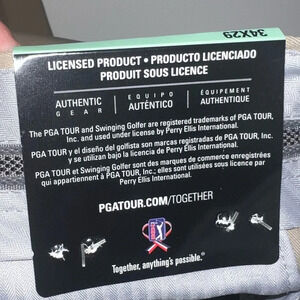 34X29
LICENSED PRODUCT • PRODUCTO LICENCIADO
PRODUIT SOUS LICENCE
AUTHENTIC
GEAR
EQUIPO
AUTÉNTICO
ÉQUIPEMENT
AUTHENTIQUE
The PGA TOUR and Swinging Golfer are registered trademarks of PGA TOUR,
Inc. and used under license by Perry Ellis International.
PGA TOUR y el diseño del golfista son marcas registradas de PGA TOUR, Inc.
y se utilizan bajo la licencia de Perry Ellis International.
PGA TOUR et Swinging Golfer sont des marques de commerce enregistrées
qui appartiennent à PGA TOUR, Inc.; elles sont utilisées sous licence
par Perry Ellis International.
PGATOUR.COM/TOGETHER
Together, anything's possible.®